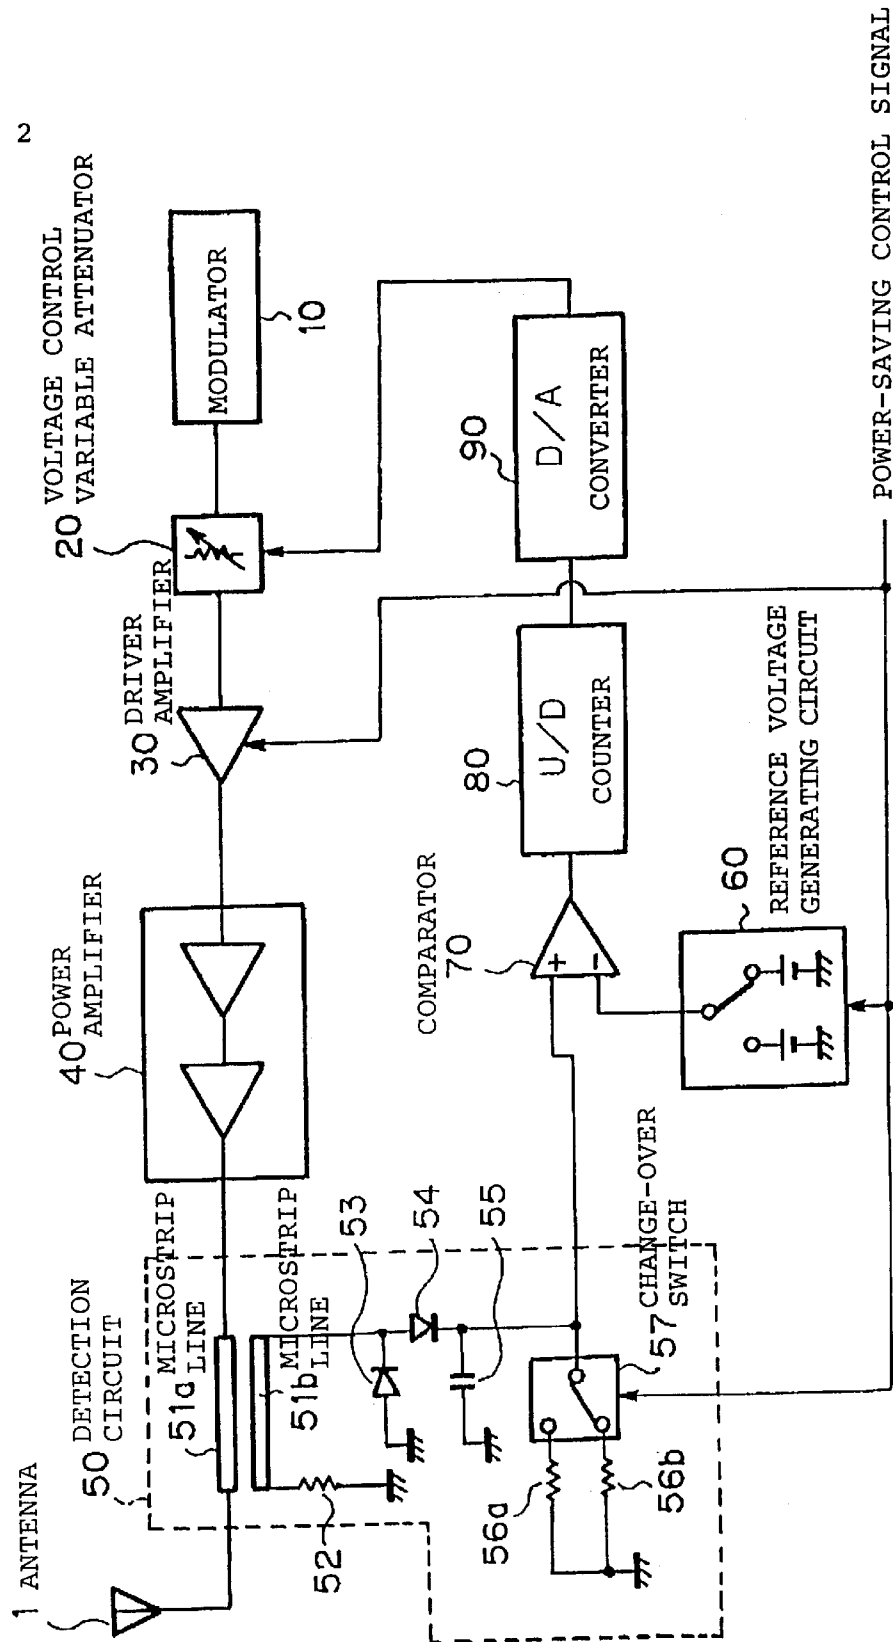 2
1 ANTENNA
50 DETECTION
CIRCUIT
MICROSTRIP
LINE
51a
MICROSTRIP
LINE
51b
52
53
54
55
56a
56b
57 CHANGE-OVER
SWITCH
40 POWER
AMPLIFIER
30 DRIVER
AMPLIFIER
20 VOLTAGE CONTROL
VARIABLE ATTENUATOR
MODULATOR
10
COMPARATOR
70
+
−
80
U/D
COUNTER
90
D/A
CONVERTER
60
REFERENCE VOLTAGE
GENERATING CIRCUIT
POWER-SAVING CONTROL SIGNAL